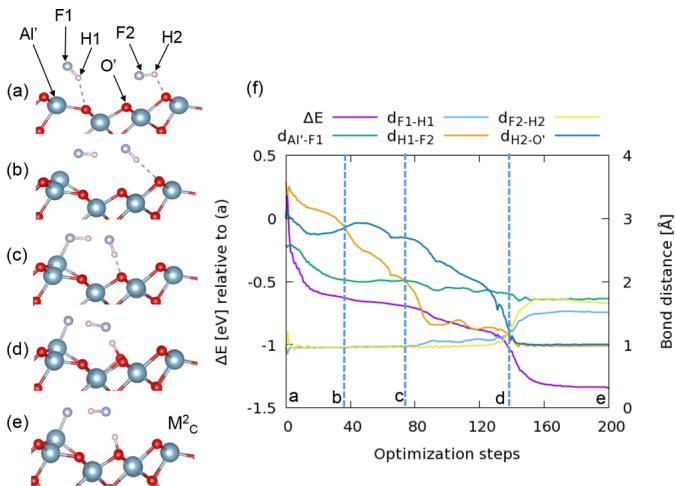 F1
Al'
H1
F2
H2
O'
(a)
(b)
(c)
(d)
(e)
M²C
(f)
ΔE
dF1-H1
dF2-H2
dAl'-F1
dH1-F2
dH2-O'
0.5
0
-0.5
-1
-1.5
ΔE [eV] relative to (a)
4
3
2
1
0
Bond distance [Å]
a
b
c
d
e
0
40
80
120
160
200
Optimization steps